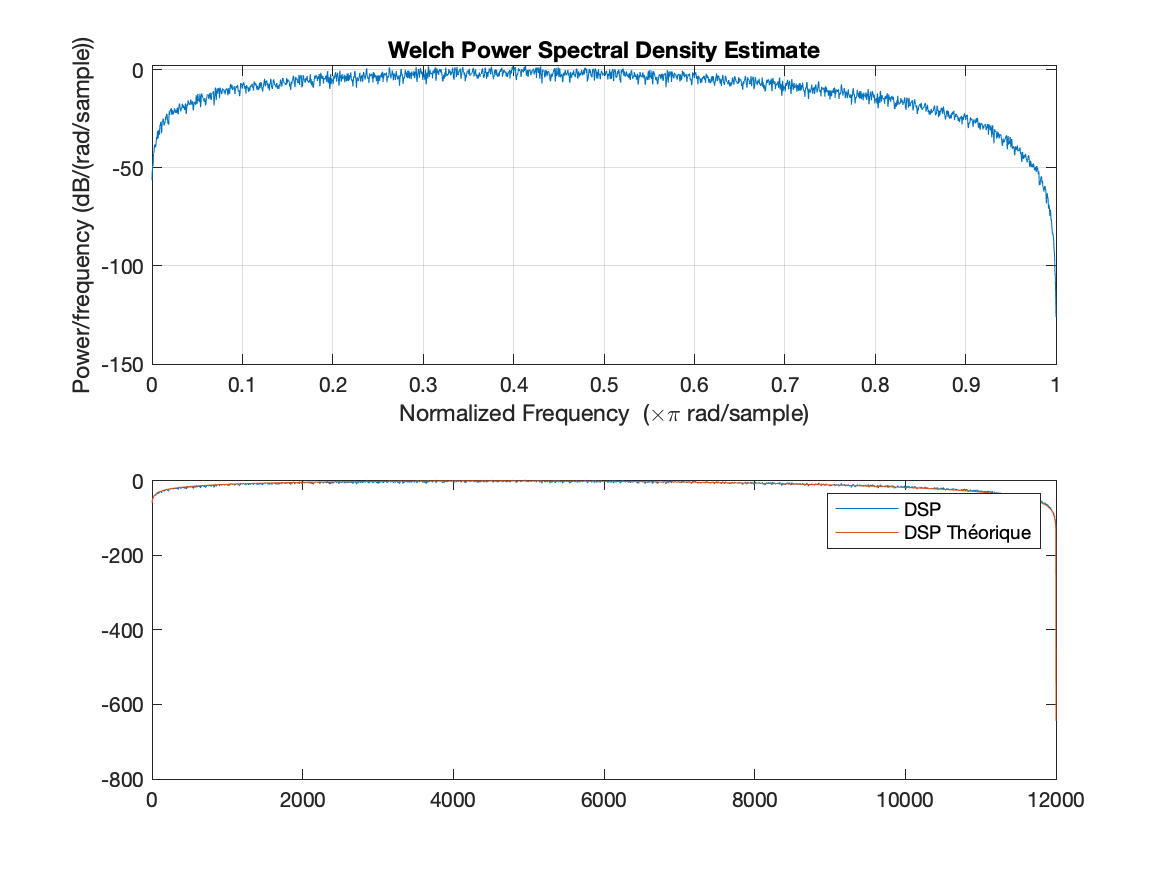 Welch Power Spectral Density Estimate
Power/frequency (dB/(rad/sample))
0
-50
-100
-150
0 0.1 0.2 0.3 0.4 0.5 0.6 0.7 0.8 0.9 1
Normalized Frequency (×π rad/sample)
0
-200
-400
-600
-800
DSP
DSP Théorique
0 2000 4000 6000 8000 10000 12000